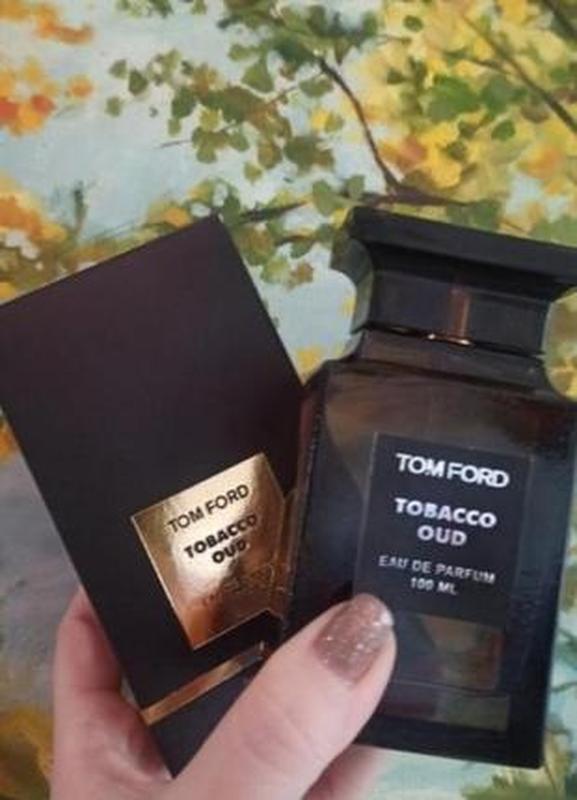 TOM FORD
TOBACCO
OUD
TOM FORD
TOBACCO
OUD
EAU DE PARFUM
100 ML